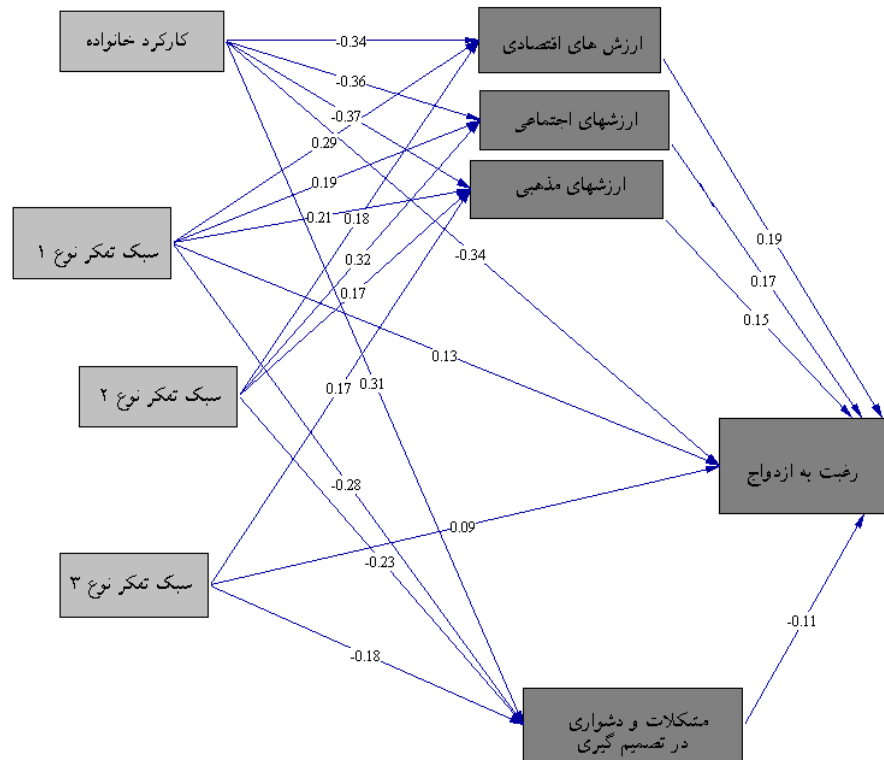 کارکرد خانواده
ارزش های اقتصادی
ارزشهای اجتماعی
ارزشهای مذهبی
سبک تفکر نوع ۱
سبک تفکر نوع ۲
سبک تفکر نوع ۳
رغبت به ازدواج
مشکلات و دشواری
در تصمیم گیری
-0.34
-0.36
-0.37
0.29
0.19
0.21
0.18
0.32
0.17
-0.34
0.19
0.17
0.15
0.13
0.17
0.31
-0.28
-0.23
0.09
-0.18
-0.11